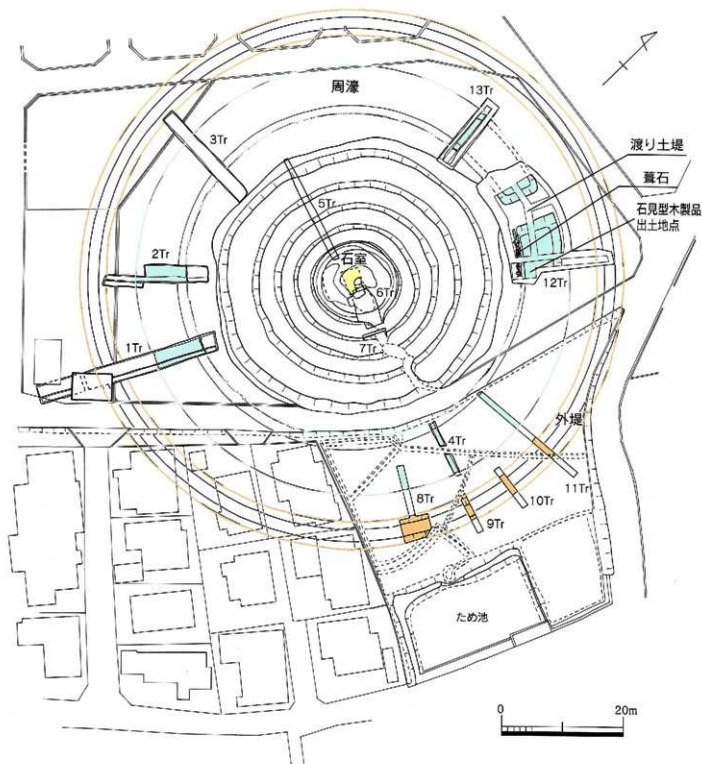 周濠
13Tr
3Tr
渡り土堤
葺石
5Tr
石見型木製品
出土地点
2Tr
石室
6Tr
12Tr
7Tr
1Tr
外堤
4Tr
8Tr
11Tr
10Tr
9Tr
ため池
0
20m